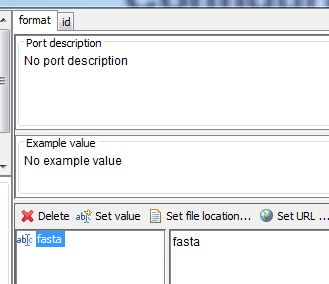 format id
Port description
No port description
Example value
No example value
Delete Set value Set file location... Set URL ...
fasta fasta